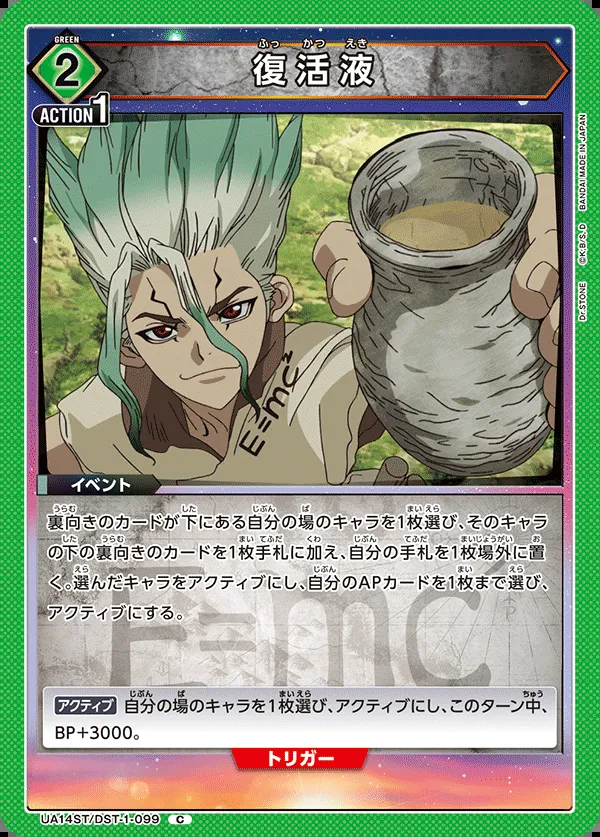 GREEN
2
ACTION 1
ふっ かつ えき
復活液
Dr.STONE ©K,B/S, D BANDAI MADE IN JAPAN
E=mc²
イベント
裏向きのカードが下にある自分の場のキャラを1枚選び、そのキャラ
の下の裏向きのカードを1枚手札に加え、自分の手札を1枚場外に置
く。選んだキャラをアクティブにし、自分のAPカードを1枚まで選び、
アクティブにする。
E=mc²
アクティブ 自分の場のキャラを1枚選び、アクティブにし、このターン中、
BP+3000。
トリガー
UA14ST/DST-1-099 C